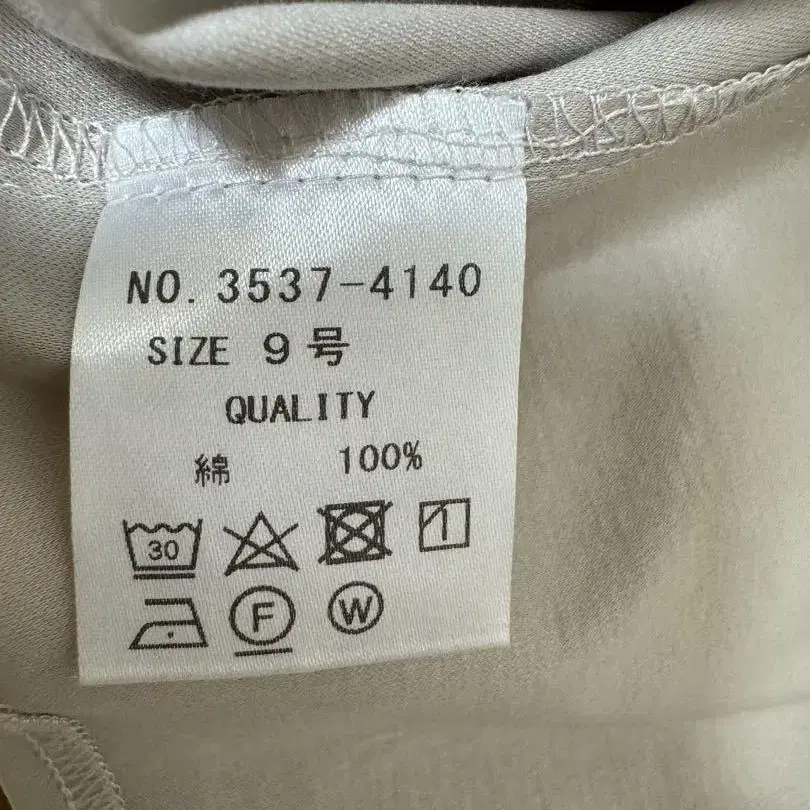 NO. 3537-4140
SIZE 9号
QUALITY
綿 100%
30
F W